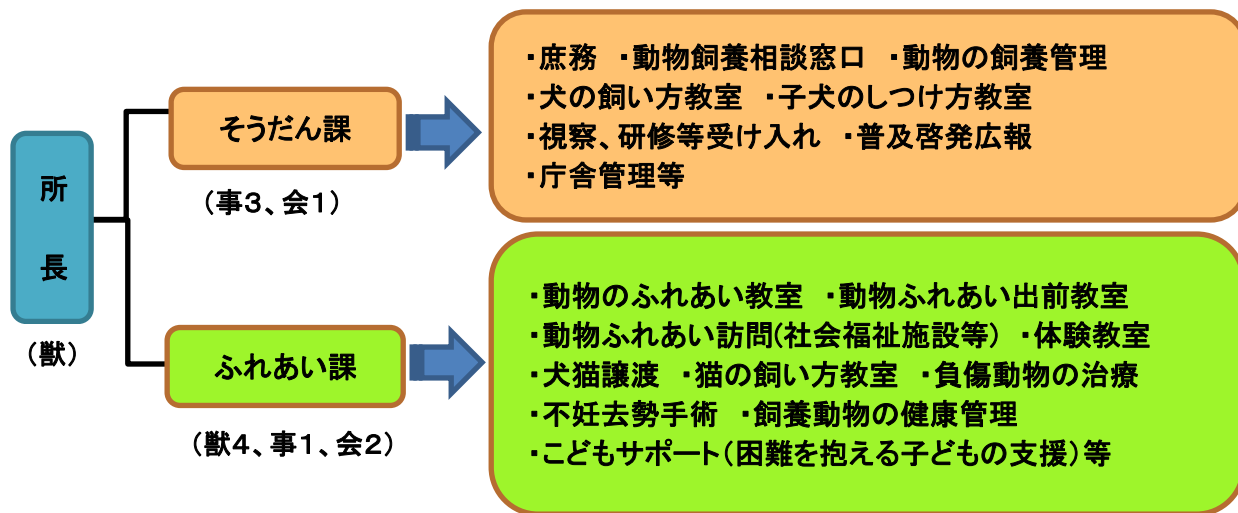 所長
（獣）
そうだん課
（事３、会１）
・庶務　・動物飼養相談窓口　・動物の飼養管理
・犬の飼い方教室　・子犬のしつけ方教室
・視察、研修等受け入れ　・普及啓発広報
・庁舎管理等
ふれあい課
（獣４、事１、会２）
・動物のふれあい教室　・動物ふれあい出前教室
・動物ふれあい訪問(社会福祉施設等）　・体験教室
・犬猫譲渡　・猫の飼い方教室　・負傷動物の治療
・不妊去勢手術　・飼養動物の健康管理
・こどもサポート（困難を抱える子どもの支援）等